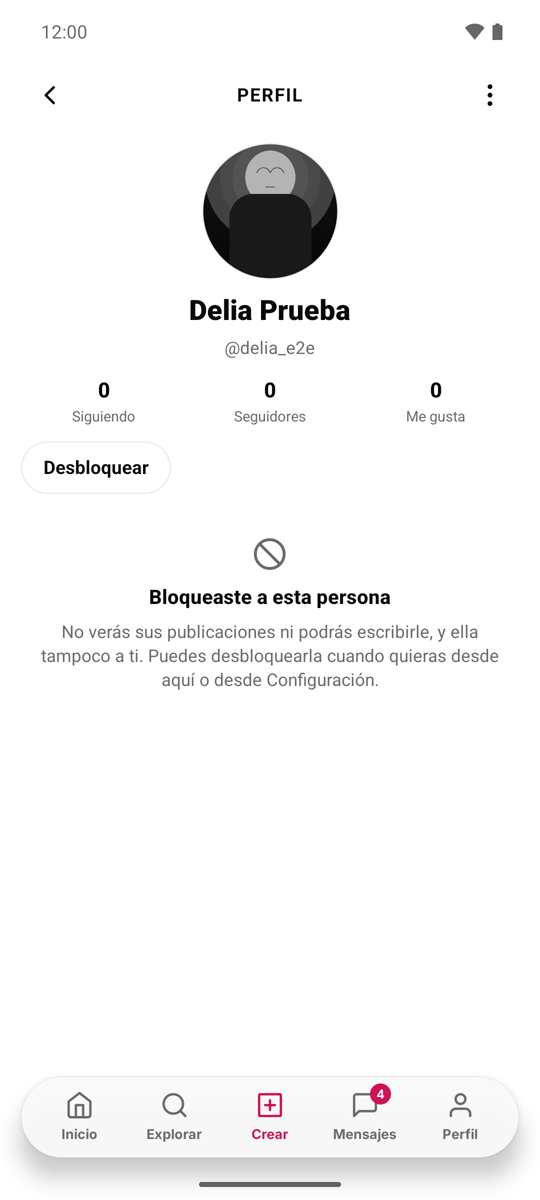 12:00
PERFIL
Delia Prueba
@delia_e2e
0 0 0
Siguiendo Seguidores Me gusta
Desbloquear
Bloqueaste a esta persona
No verás sus publicaciones ni podrás escribirle, y ella
tampoco a ti. Puedes desbloquearla cuando quieras desde
aquí o desde Configuración.
4
Inicio Explorar Crear Mensajes Perfil